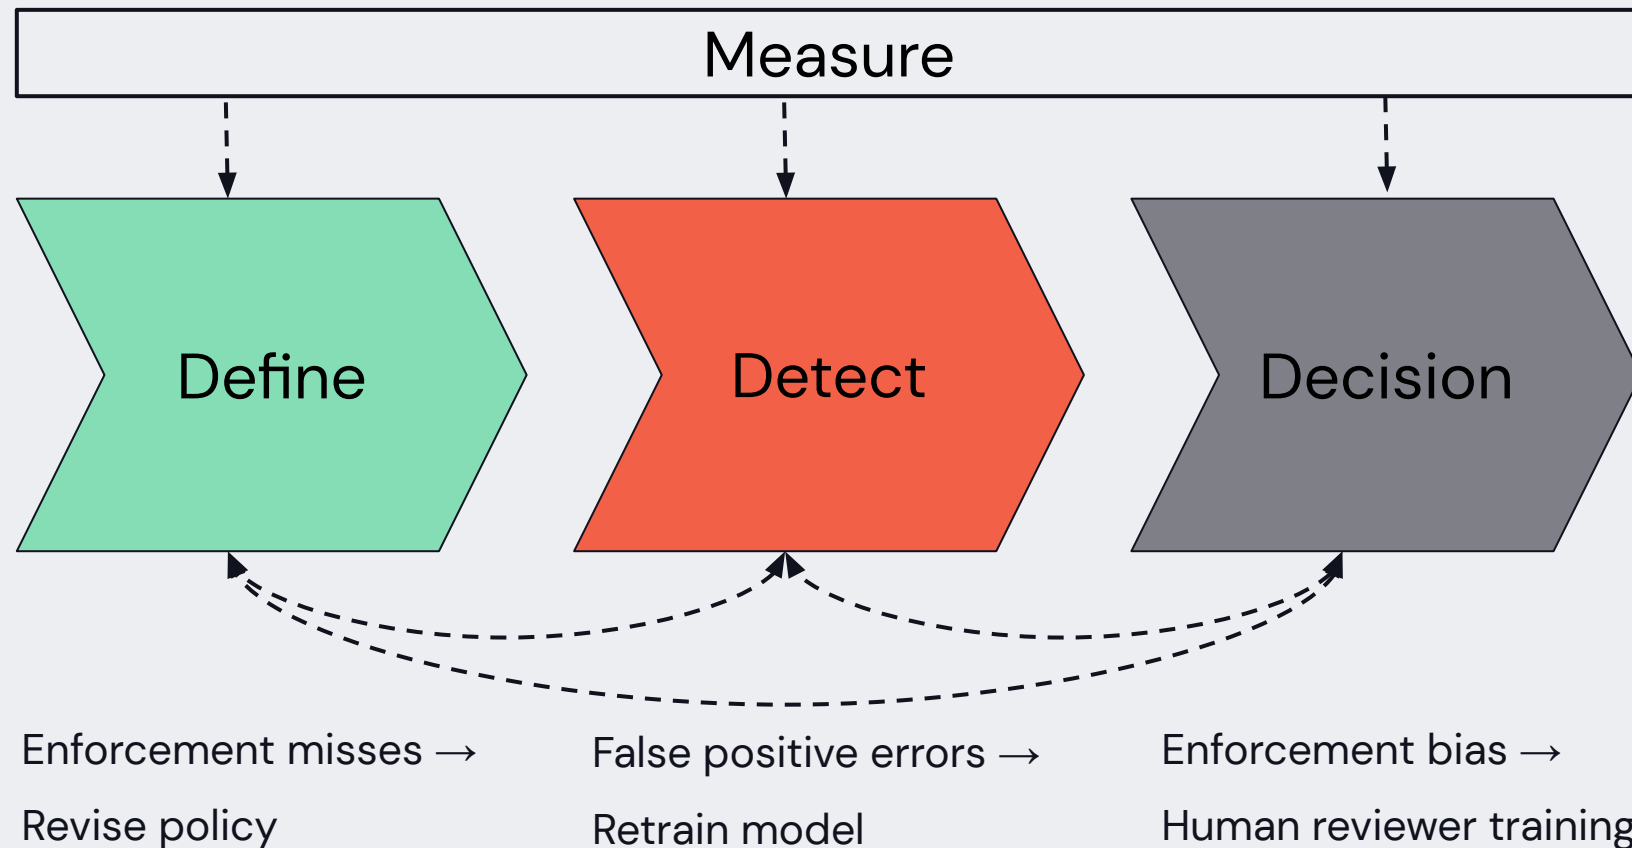 Measure
Define
Detect
Decision
Enforcement misses →
Revise policy
False positive errors →
Retrain model
Enforcement bias →
Human reviewer training